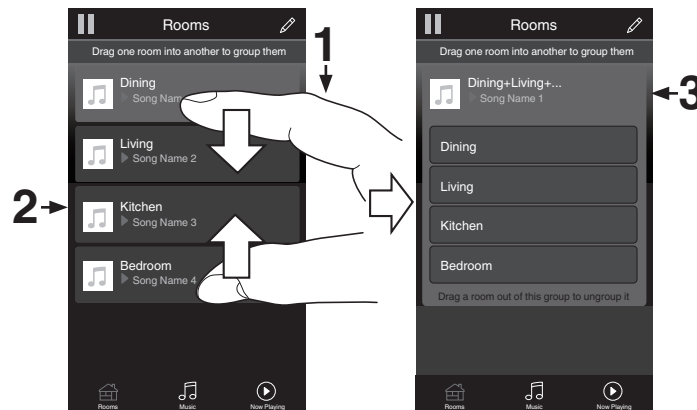 Rooms
Drag one room into another to group them
1
Dining
Song Nam
Living
Song Name 2
2
Kitchen
Song Name 3
Bedroom
Song Name 4
Rooms
Music
Now Playing
Rooms
Drag one room into another to group them
Dining+Living+...
Song Name 1
3
Dining
Living
Kitchen
Bedroom
Drag a room out of this group to ungroup it
Rooms
Music
Now Playing